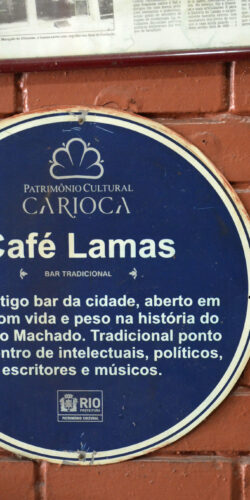 PATRIMÔNIO CULTURAL
CARIOCA
Café Lamas
BAR TRADICIONAL
tigo bar da cidade, aberto em
om vida e peso na história do
o Machado. Tradicional ponto
ntro de intelectuais, políticos,
escritores e músicos.
RIO
PREFEITURA
PATRIMÔNIO CULTURAL